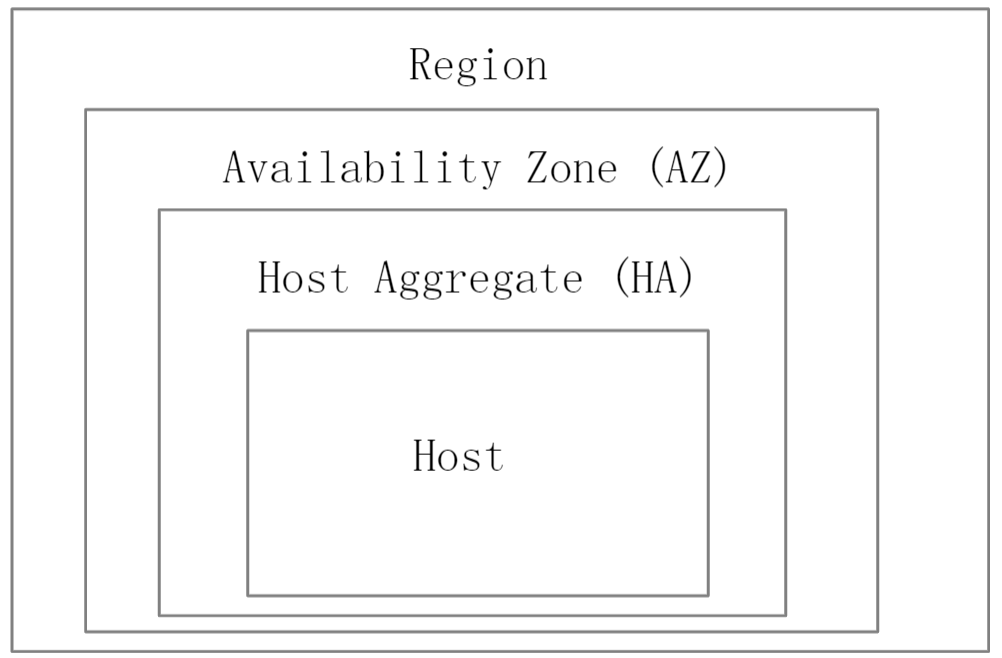 Region
Availability Zone (AZ)
Host Aggregate (HA)
Host